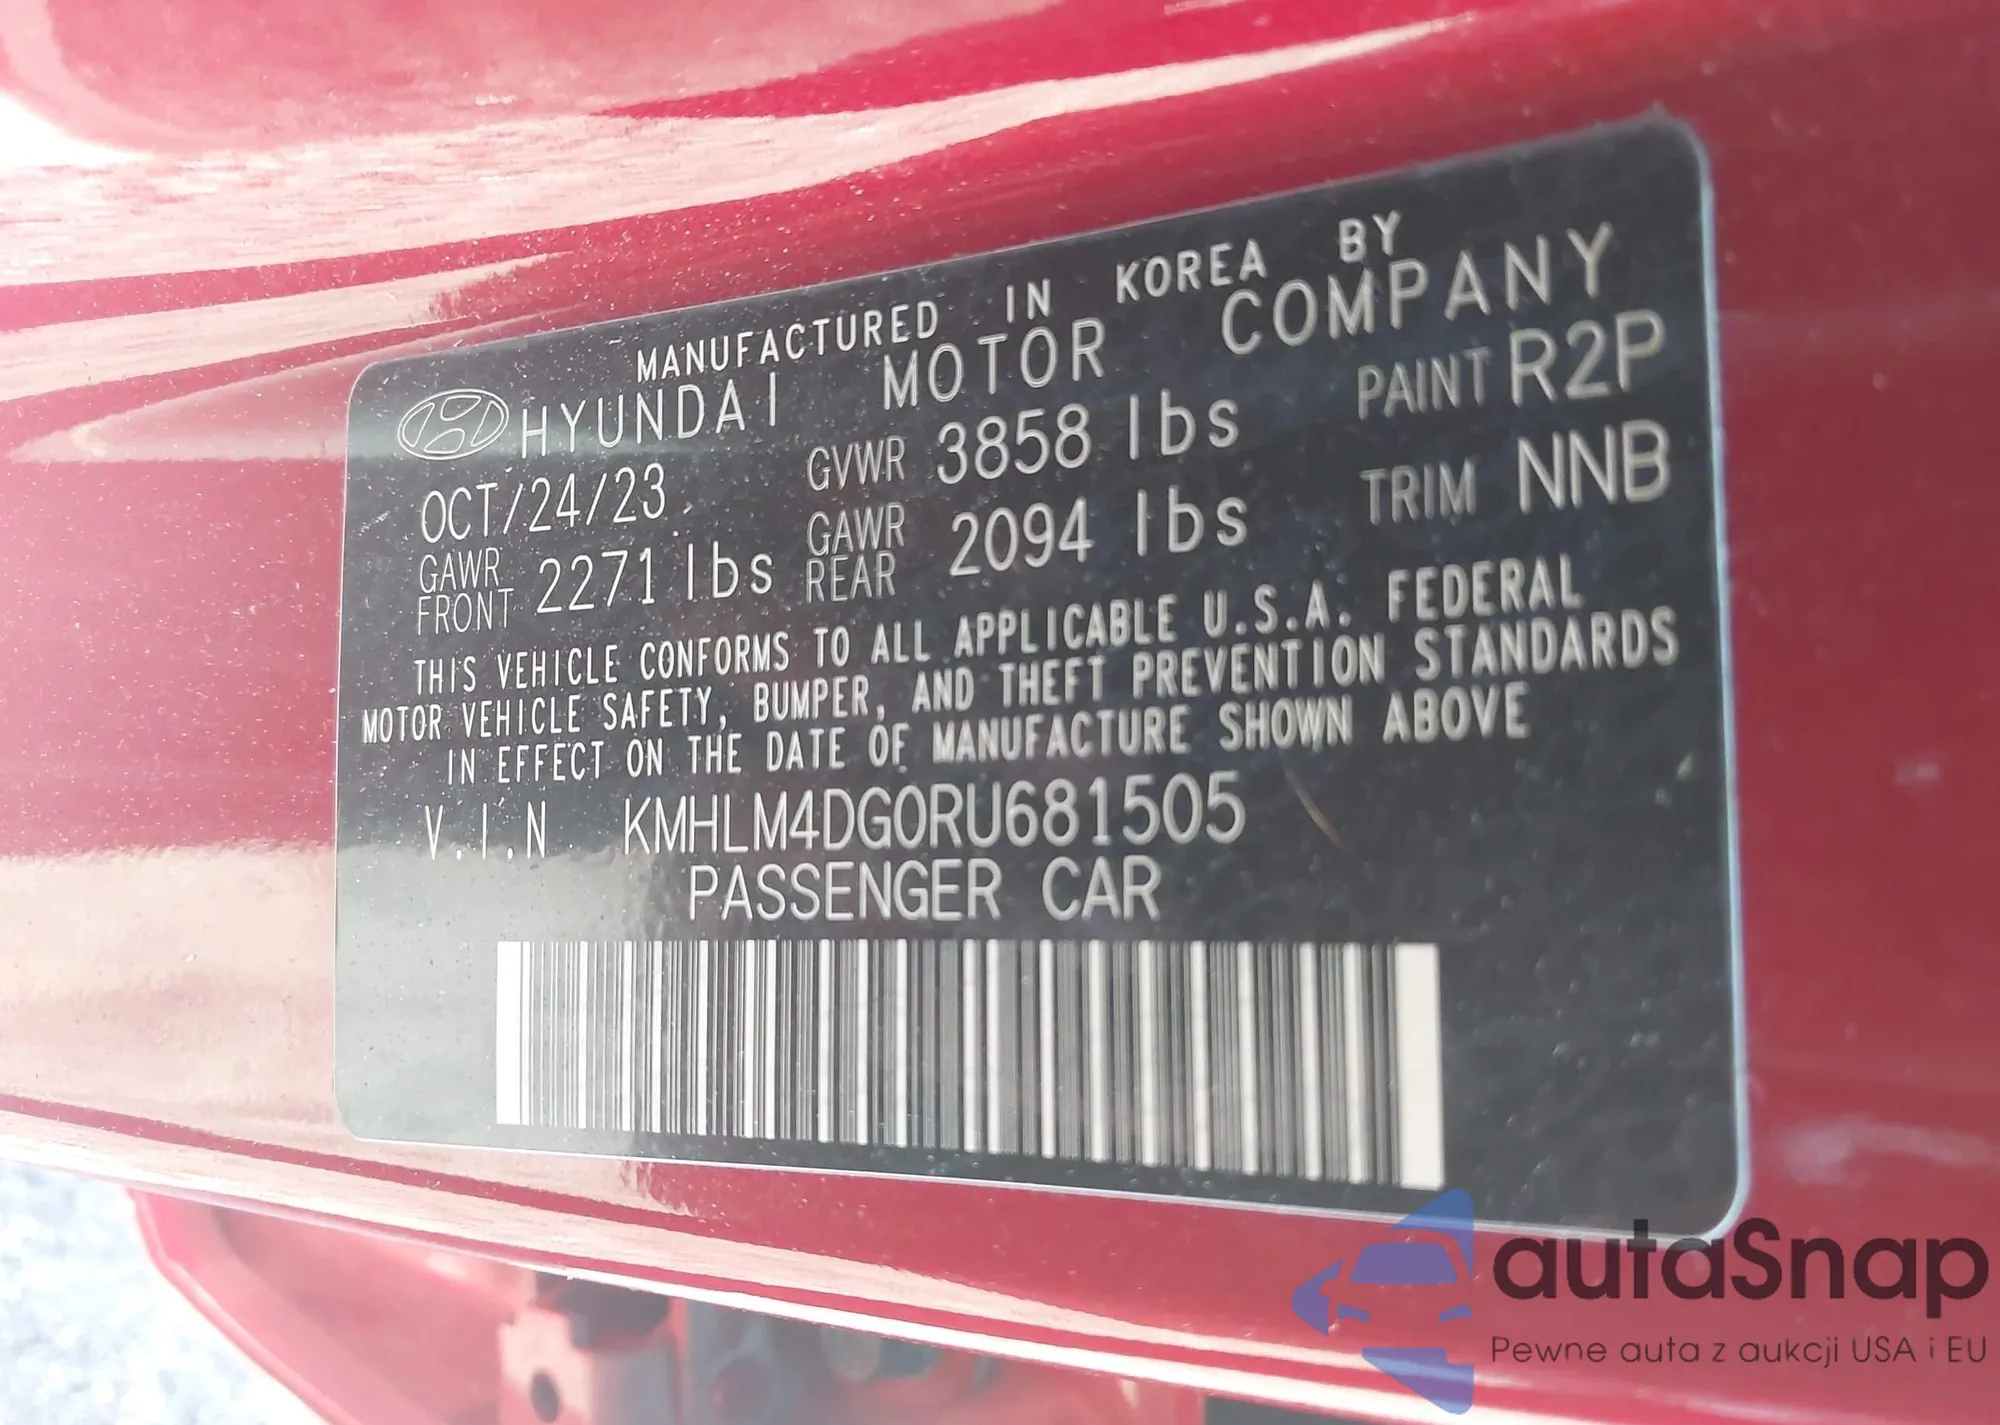 MANUFACTURED IN KOREA BY
HYUNDAI MOTOR COMPANY
OCT/24/23 GVWR 3858 lbs PAINT R2P
GAWR FRONT 2271 lbs GAWR REAR 2094 lbs TRIM NNB
THIS VEHICLE CONFORMS TO ALL APPLICABLE U.S.A. FEDERAL
MOTOR VEHICLE SAFETY, BUMPER, AND THEFT PREVENTION STANDARDS
IN EFFECT ON THE DATE OF MANUFACTURE SHOWN ABOVE
V.I.N KMHLM4DG0RU681505
PASSENGER CAR
autaSnap
Pewne auta z aukcji USA i EU